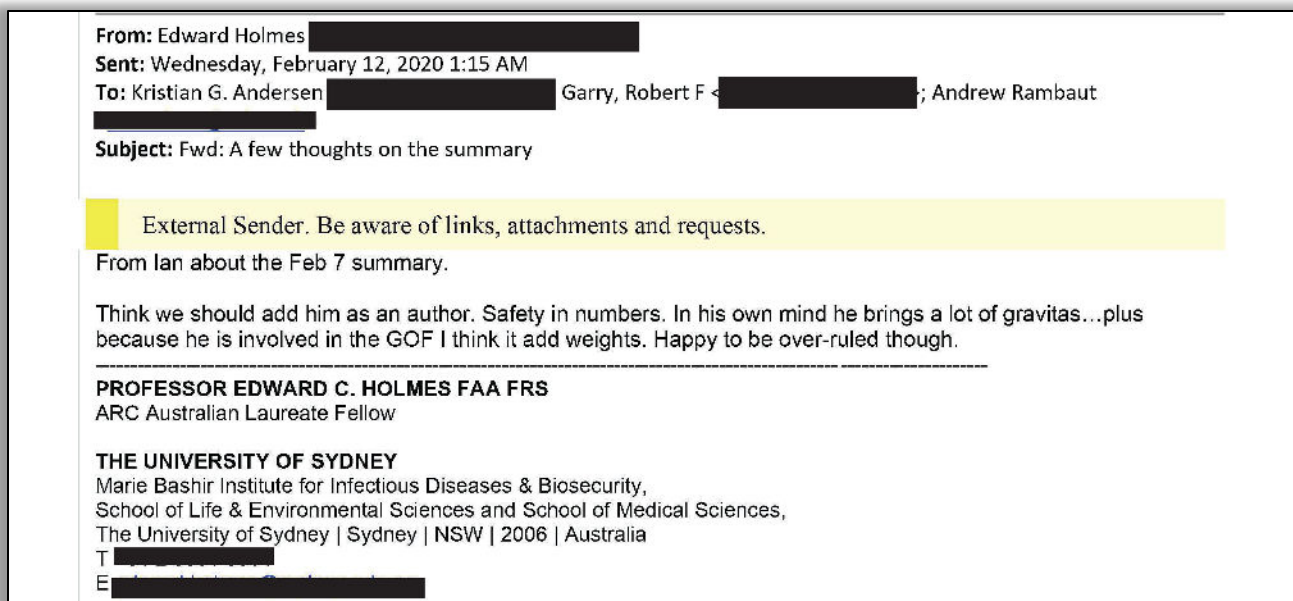 From: Edward Holmes
Sent: Wednesday, February 12, 2020 1:15 AM
To: Kristian G. Andersen Garry, Robert F < ; Andrew Rambaut
Subject: Fwd: A few thoughts on the summary
External Sender. Be aware of links, attachments and requests.
From Ian about the Feb 7 summary.
Think we should add him as an author. Safety in numbers. In his own mind he brings a lot of gravitas…plus
because he is involved in the GOF I think it add weights. Happy to be over-ruled though.
PROFESSOR EDWARD C. HOLMES FAA FRS
ARC Australian Laureate Fellow
THE UNIVERSITY OF SYDNEY
Marie Bashir Institute for Infectious Diseases & Biosecurity,
School of Life & Environmental Sciences and School of Medical Sciences,
The University of Sydney | Sydney | NSW | 2006 | Australia
T
E